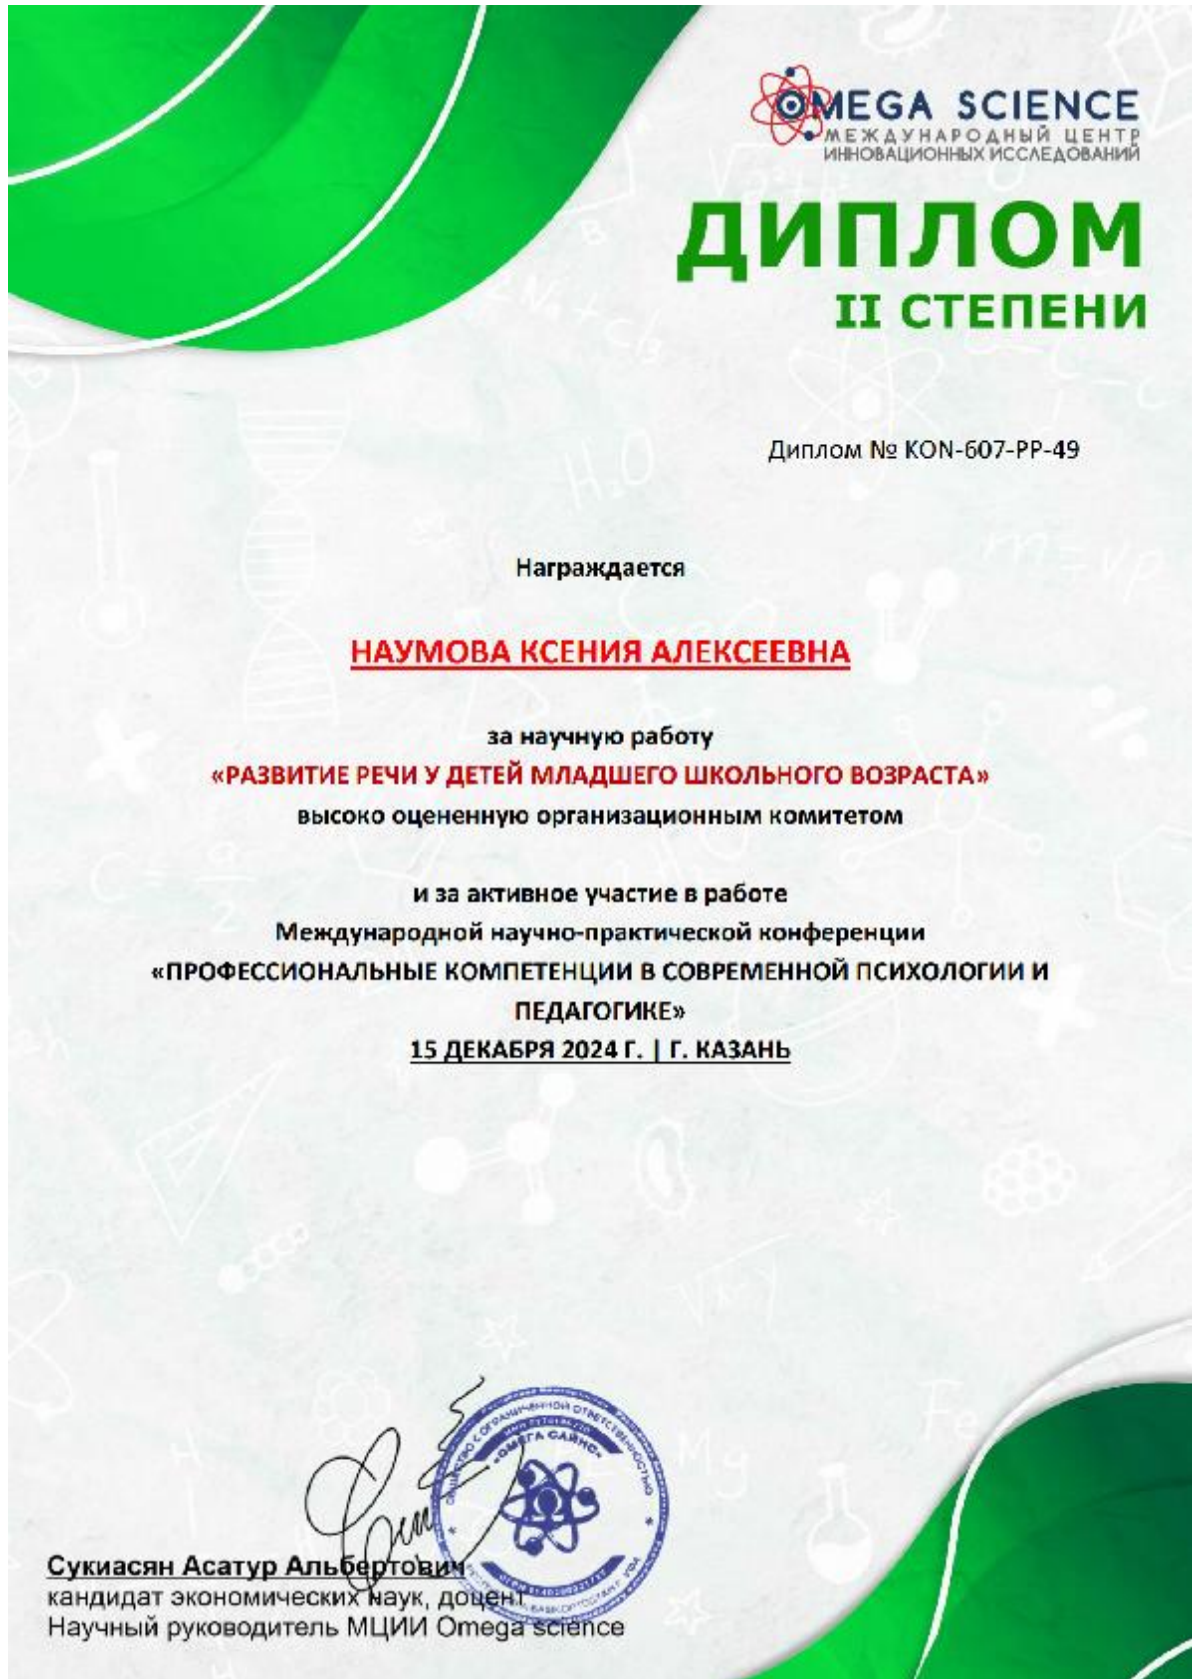 OMEGA SCIENCE
МЕЖДУНАРОДНЫЙ ЦЕНТР
ИННОВАЦИОННЫХ ИССЛЕДОВАНИЙ
ДИПЛОМ
II СТЕПЕНИ
Диплом № KON-607-PP-49
Награждается
НАУМОВА КСЕНИЯ АЛЕКСЕЕВНА
за научную работу
«РАЗВИТИЕ РЕЧИ У ДЕТЕЙ МЛАДШЕГО ШКОЛЬНОГО ВОЗРАСТА»
высоко оцененную организационным комитетом
и за активное участие в работе
Международной научно-практической конференции
«ПРОФЕССИОНАЛЬНЫЕ КОМПЕТЕНЦИИ В СОВРЕМЕННОЙ ПСИХОЛОГИИ И
ПЕДАГОГИКЕ»
15 ДЕКАБРЯ 2024 Г. | Г. КАЗАНЬ
ОБЩЕСТВО С ОГРАНИЧЕННОЙ ОТВЕТСТВЕННОСТЬЮ
«ОМЕГА САЙНС»
Сукиасян Асатур Альбертович
кандидат экономических наук, доцент
Научный руководитель МЦИИ Omega science